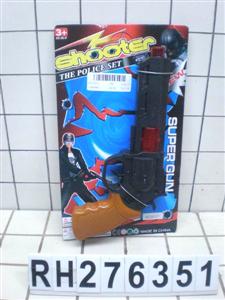 3+
shooter
THE POLICE SET
SUPER GUN
MADE IN CHINA
RH276351